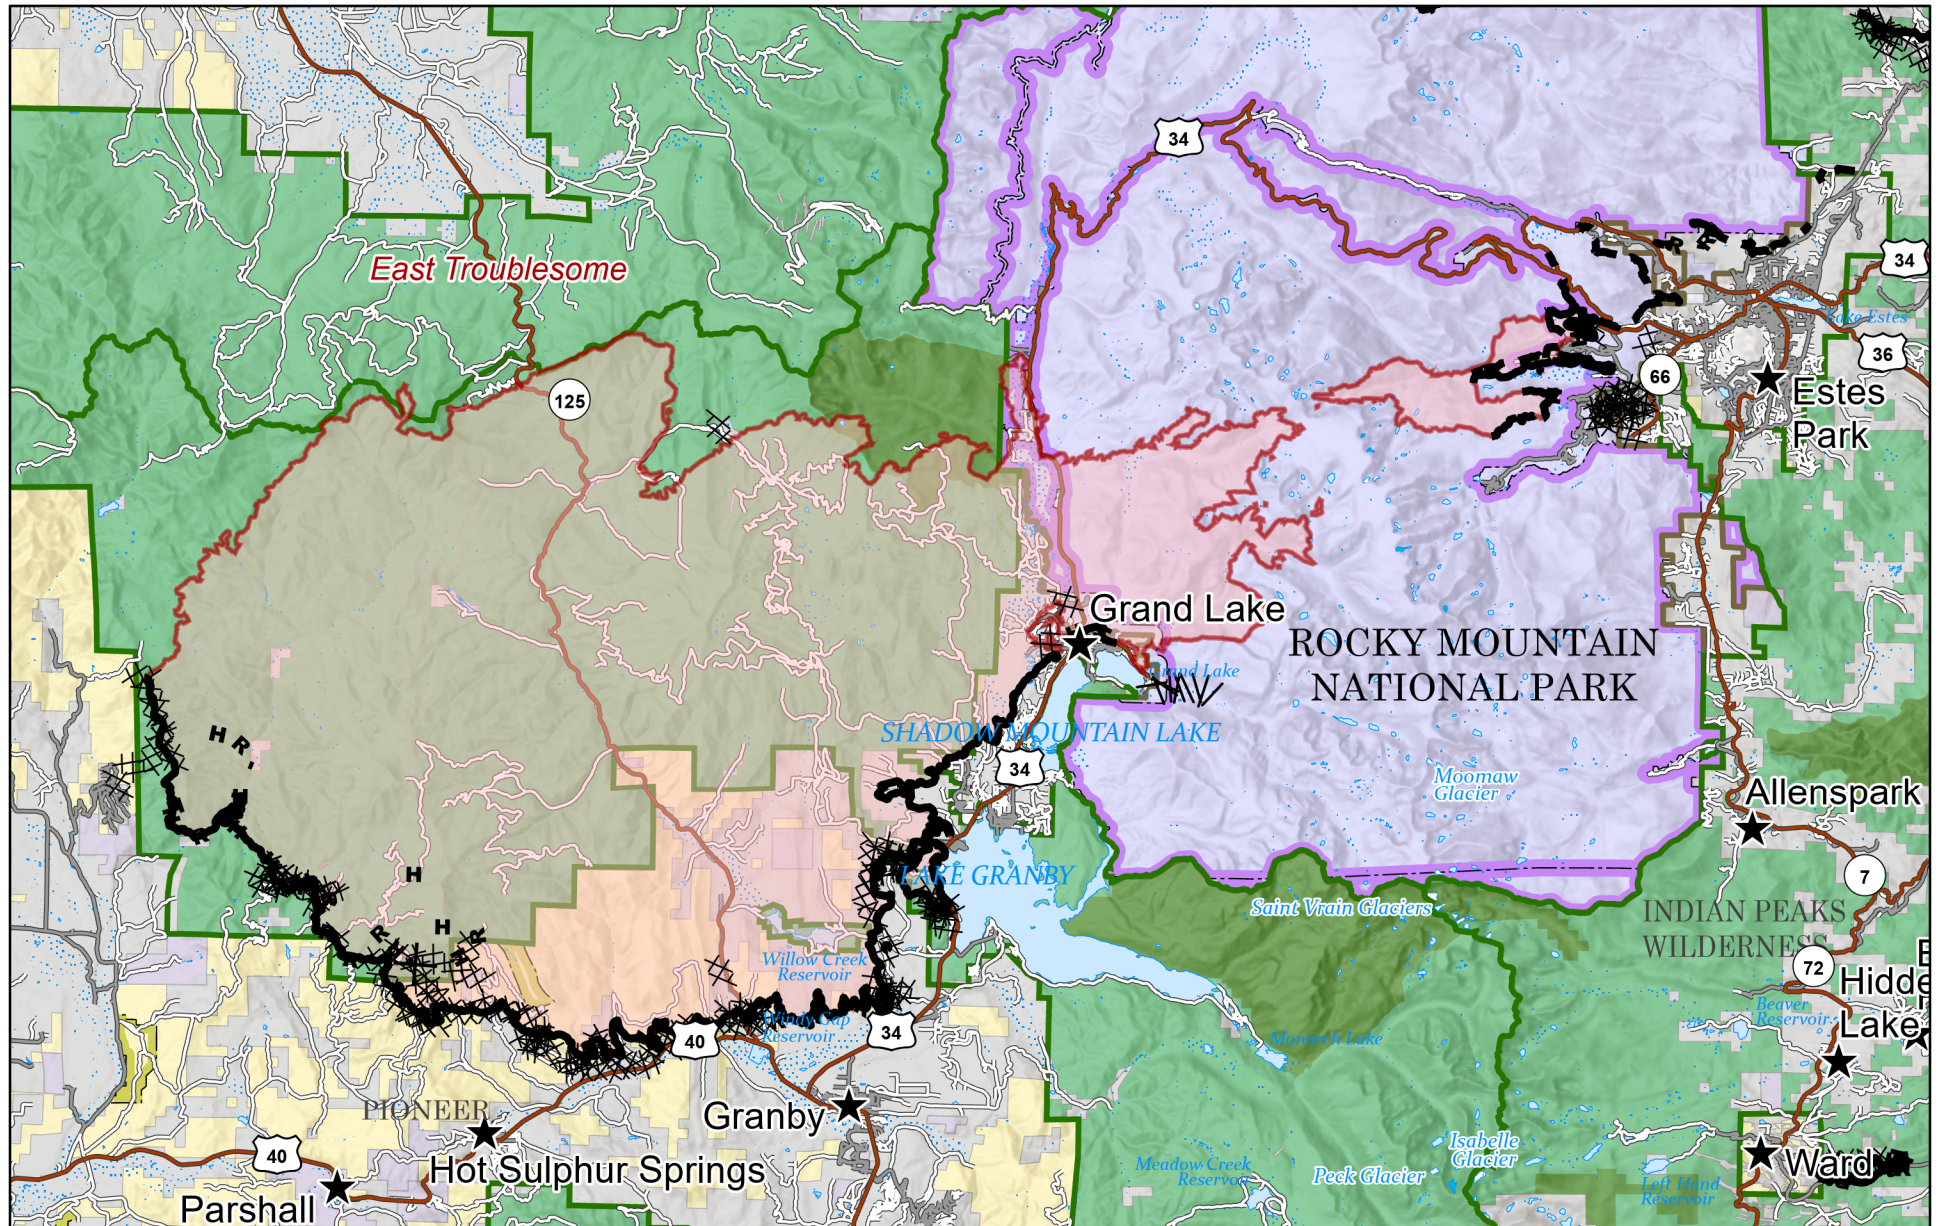 34
34
East Troublesome
Lake Estes
36
66
125
Estes
Park
Grand Lake
ROCKY MOUNTAIN
NATIONAL PARK
Grand Lake
H
R
SHADOW MOUNTAIN LAKE
34
Moomaw
Glacier
H
Allenspark
H
LAKE GRANBY
7
Saint Vrain Glaciers
INDIAN PEAKS
WILDERNESS
R
H
H
R
Willow Creek
Reservoir
72
Hidde
Lake
Beaver
Reservoir
Windy Gap
Reservoir
40
34
Monarch Lake
PIONEER
Granby
40
Hot Sulphur Springs
Isabelle
Glacier
Meadow Creek
Reservoir
Peck Glacier
Ward
Left Hand
Reservoir
Parshall